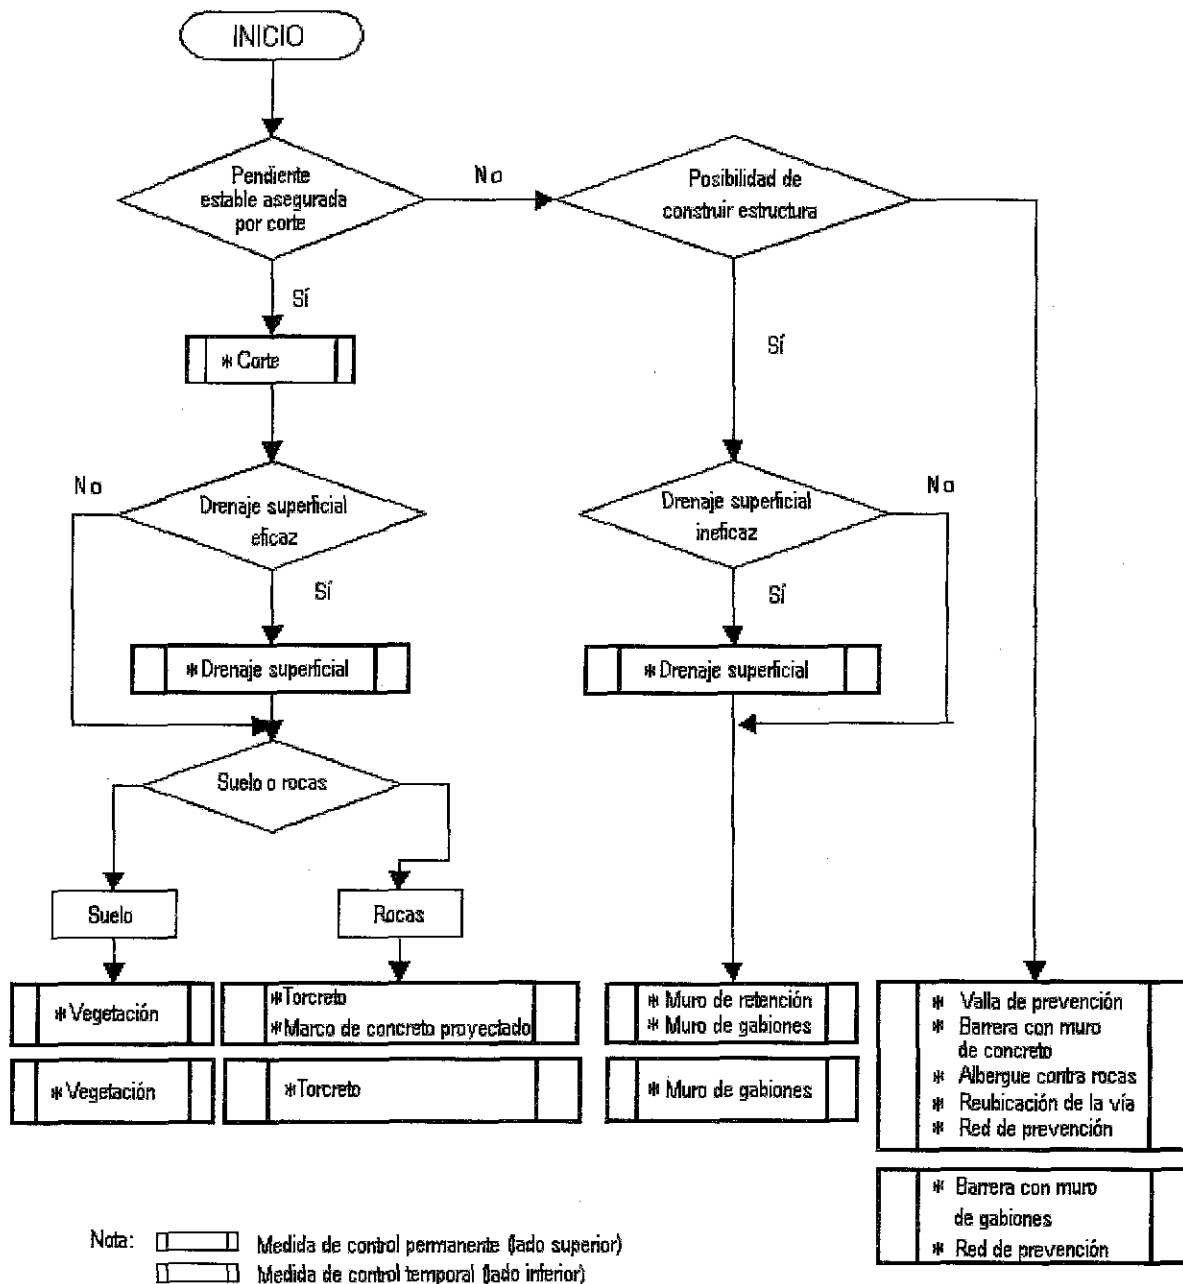 INICIO
Pendiente
estable asegurada
por corte
No
Posibilidad de
construir estructura
Sí
* Corte
Sí
No
Drenaje superficial
eficaz
Drenaje superficial
ineficaz
No
Sí
Sí
* Drenaje superficial
* Drenaje superficial
Suelo o rocas
Suelo
Rocas
* Vegetación
* Torcreto
* Marco de concreto proyectado
* Muro de retención
* Muro de gabiones
* Valla de prevención
* Barrera con muro
de concreto
* Albergue contra rocas
* Reubicación de la vía
* Red de prevención
* Vegetación
* Torcreto
* Muro de gabiones
* Barrera con muro
de gabiones
* Red de prevención
Nota:
Medida de control permanente (lado superior)
Medida de control temporal (lado inferior)